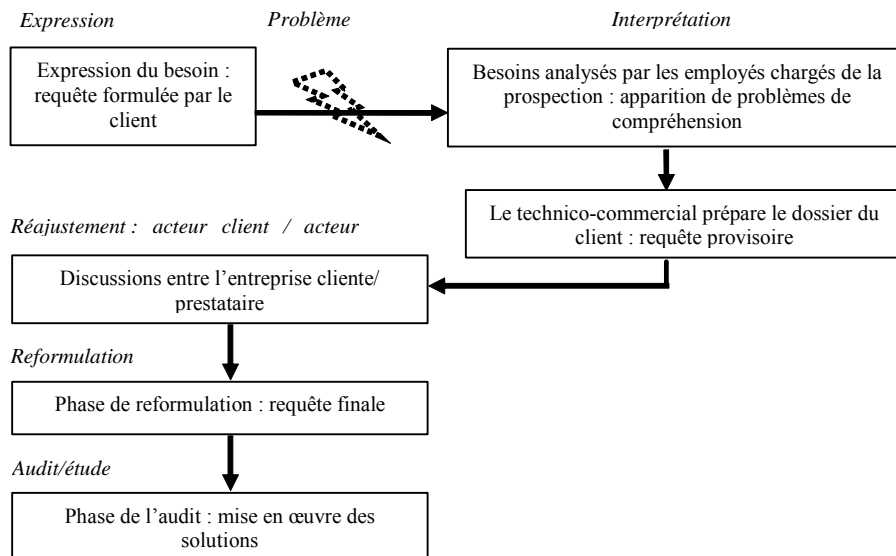 Expression
Problème
Interprétation
Expression du besoin :
requête formulée par le
client
Besoins analysés par les employés chargés de la
prospection : apparition de problèmes de
compréhension
Le technico-commercial prépare le dossier du
client : requête provisoire
Réajustement : acteur client / acteur
Discussions entre l’entreprise cliente/
prestataire
Reformulation
Phase de reformulation : requête finale
Audit/étude
Phase de l’audit : mise en œuvre des
solutions